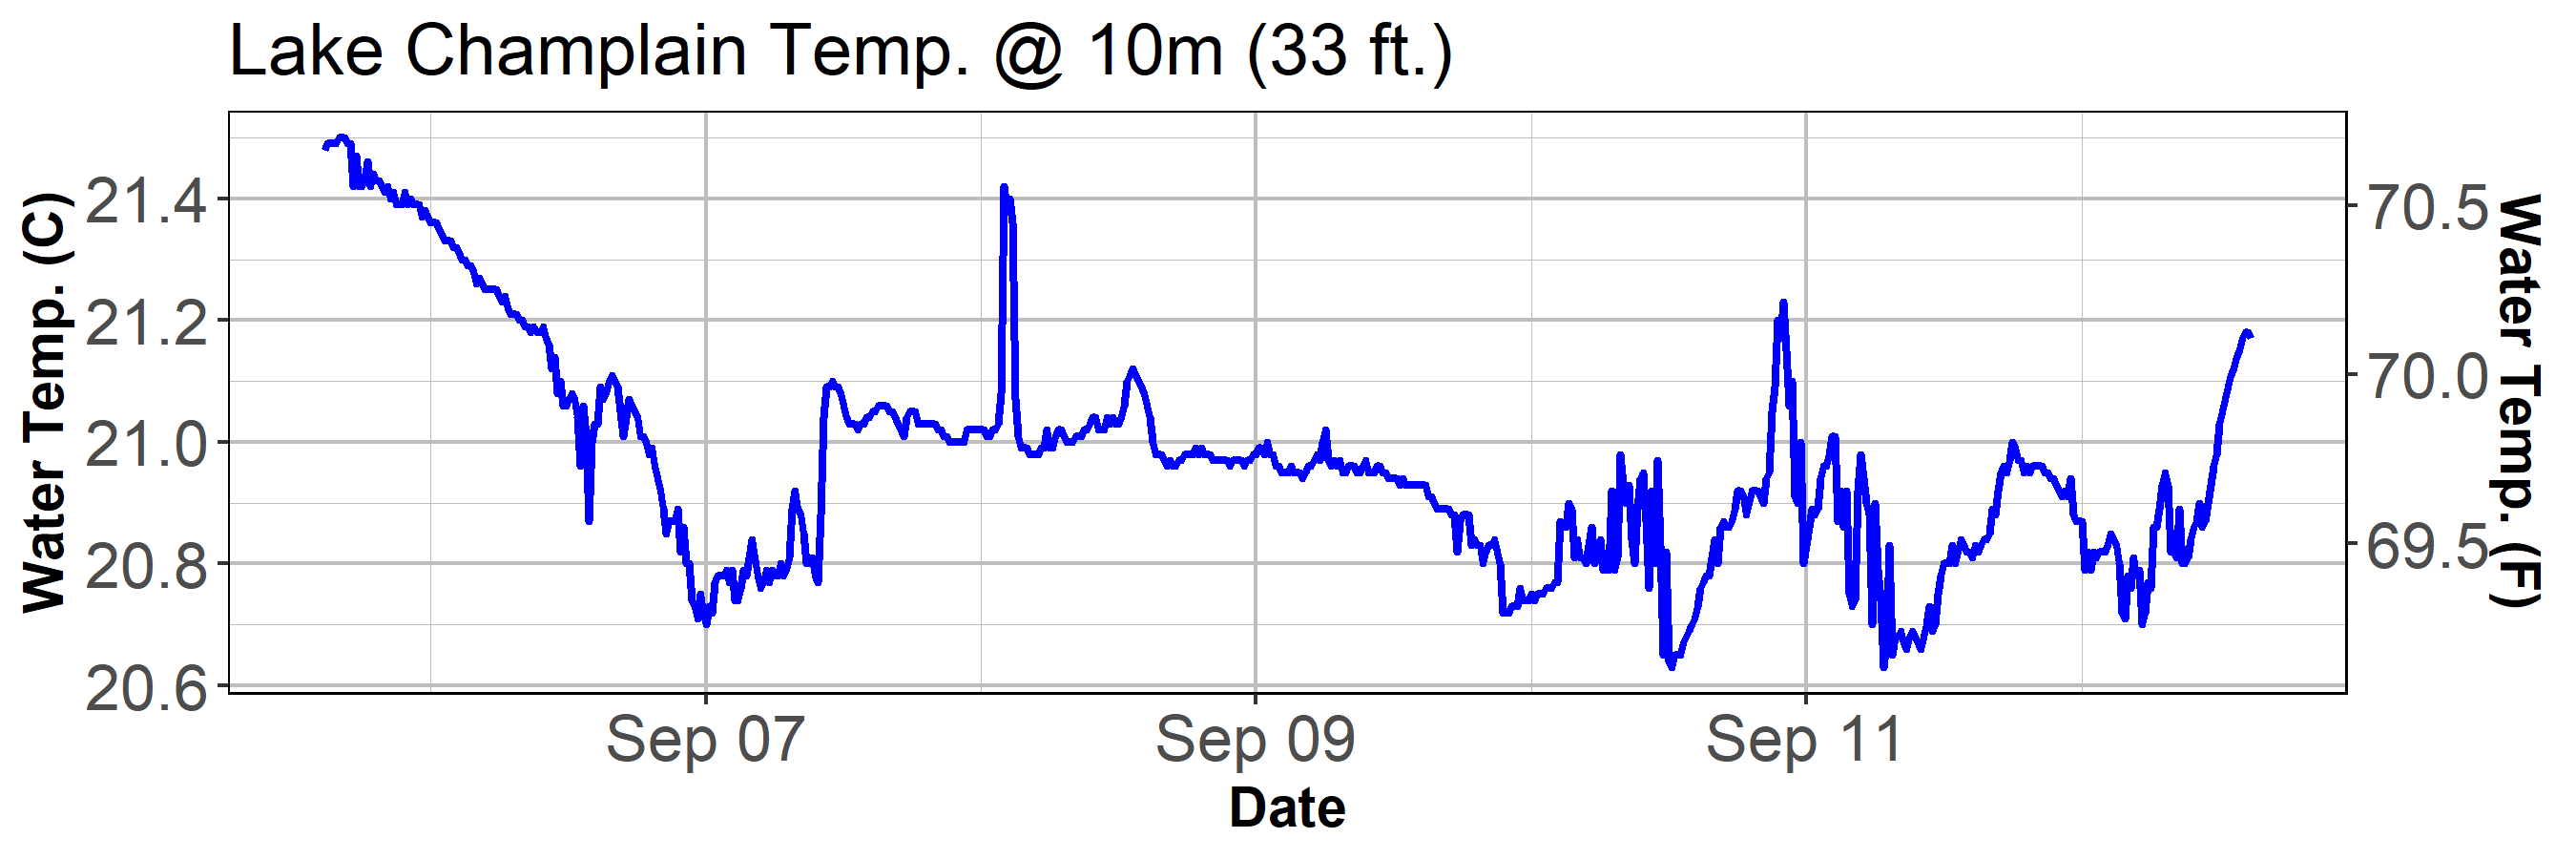 Lake Champlain Temp. @ 10m (33 ft.)
Water Temp. (C)
21.4
21.2
21.0
20.8
20.6
70.5
70.0
69.5
Water Temp. (F)
Sep 07 Sep 09 Sep 11
Date